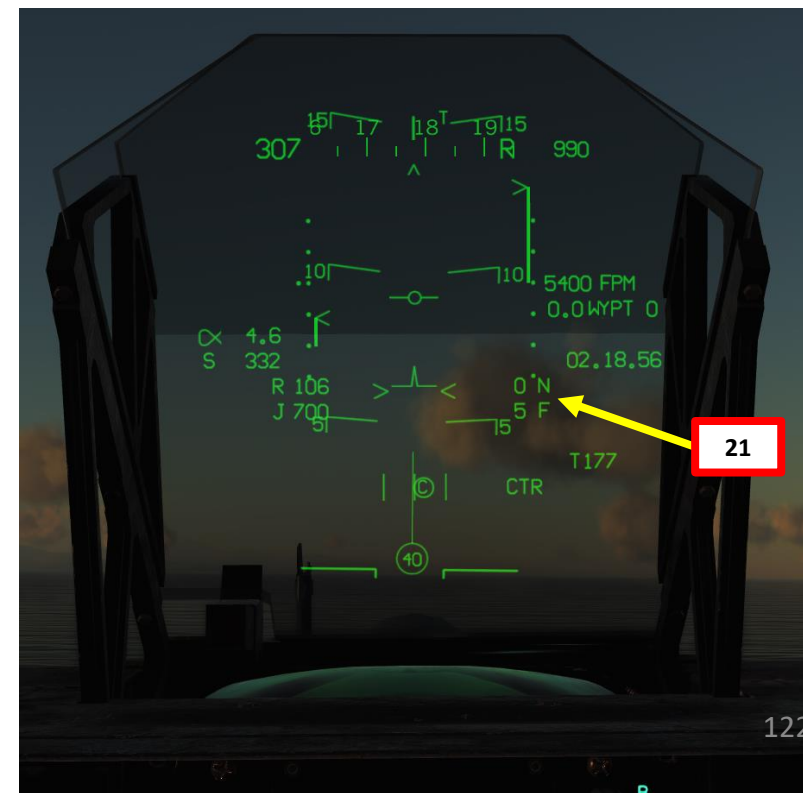 15 17 18 T 19 15
307 R 990
10 10
5400 FPM
0.0 WYPT 0
α 4.6
S 332 02.18.56
R 106 0 N
J 700 5 F
5 5
21
T177
C CTR
40
122